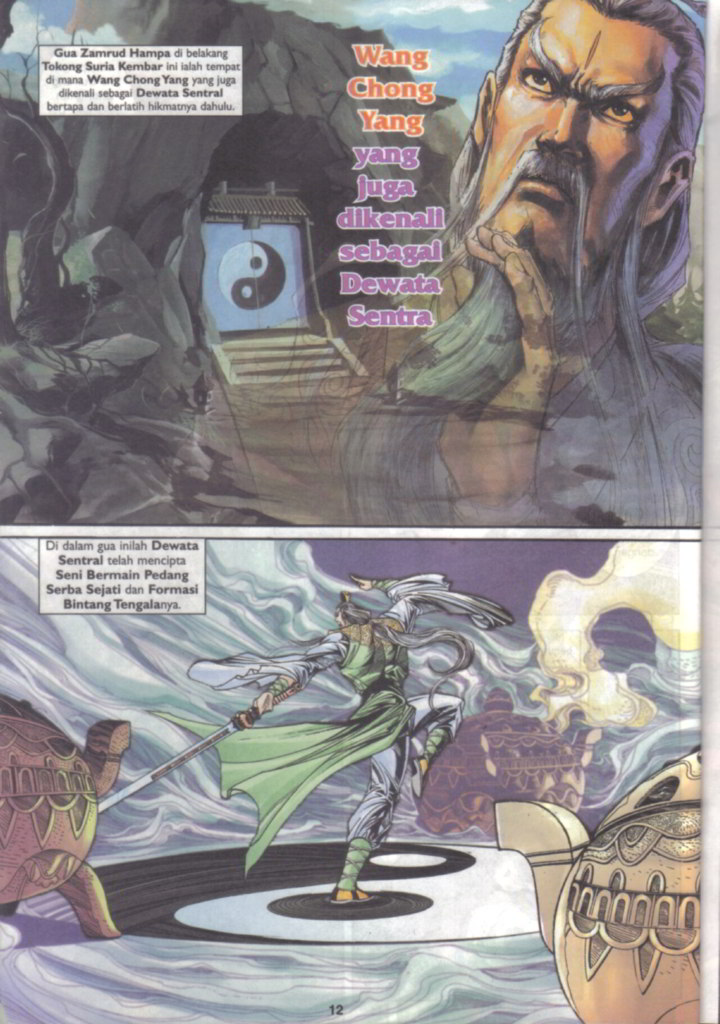 Gua Zamrud Hampa di belakang
Tokong Suria Kembar ini ialah tempat
di mana Wang Chong Yang yang juga
dikenali sebagai Dewata Sentral
bertapa dan berlatih hikmatnya dahulu.
Wang
Chong
Yang
yang
juga
dikenali
sebagai
Dewata
Sentra
Di dalam gua inilah Dewata
Sentral telah mencipta
Seni Bermain Pedang
Serba Sejati dan Formasi
Bintang Tengalanya.
12